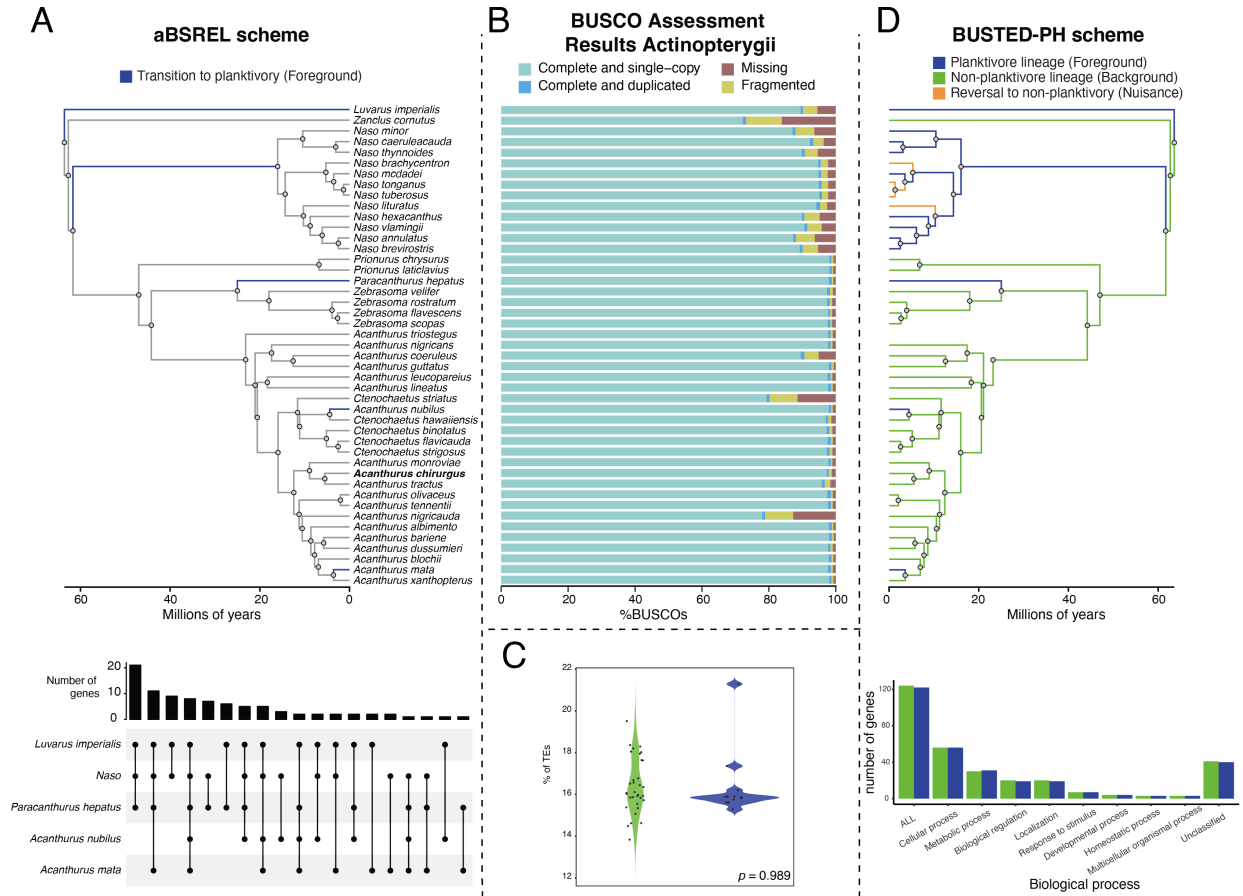 A
aBSREL scheme
Transition to planktivory (Foreground)
Luvarus imperialis
Zanclus cornutus
Naso minor
Naso caeruleacauda
Naso thynnoides
Naso brachycentron
Naso mcdadei
Naso tonganus
Naso tuberosus
Naso lituratus
Naso hexacanthus
Naso vlamingii
Naso annulatus
Naso brevirostris
Prionurus chrysurus
Prionurus laticlavius
Paracanthurus hepatus
Zebrasoma velifer
Zebrasoma rostratum
Zebrasoma flavescens
Zebrasoma scopas
Acanthurus triostegus
Acanthurus nigricans
Acanthurus coeruleus
Acanthurus guttatus
Acanthurus leucopareius
Acanthurus lineatus
Ctenochaetus striatus
Acanthurus nubilus
Ctenochaetus hawaiiensis
Ctenochaetus binotatus
Ctenochaetus flavicauda
Ctenochaetus strigosus
Acanthurus monroviae
Acanthurus chirurgus
Acanthurus tractus
Acanthurus olivaceus
Acanthurus tennentii
Acanthurus nigricauda
Acanthurus albimento
Acanthurus bariene
Acanthurus dussumieri
Acanthurus blochii
Acanthurus mata
Acanthurus xanthopterus
60 40 20 0
Millions of years
Number of
genes
20
10
0
Luvarus imperialis
Naso
Paracanthurus hepatus
Acanthurus nubilus
Acanthurus mata
B
BUSCO Assessment
Results Actinopterygii
Complete and single-copy Missing
Complete and duplicated Fragmented
0 20 40 60 80 100
%BUSCOs
C
22
20
18
16
14
12
% of TEs
p = 0.989
D
BUSTED-PH scheme
Planktivore lineage (Foreground)
Non-planktivore lineage (Background)
Reversal to non-planktivory (Nuisance)
0 20 40 60
Millions of years
number of genes
120
80
40
0
ALL
Cellular process
Metabolic process
Biological regulation
Localization
Response to stimulus
Developmental process
Homeostatic process
Multicellular organismal process
Unclassified
Biological process